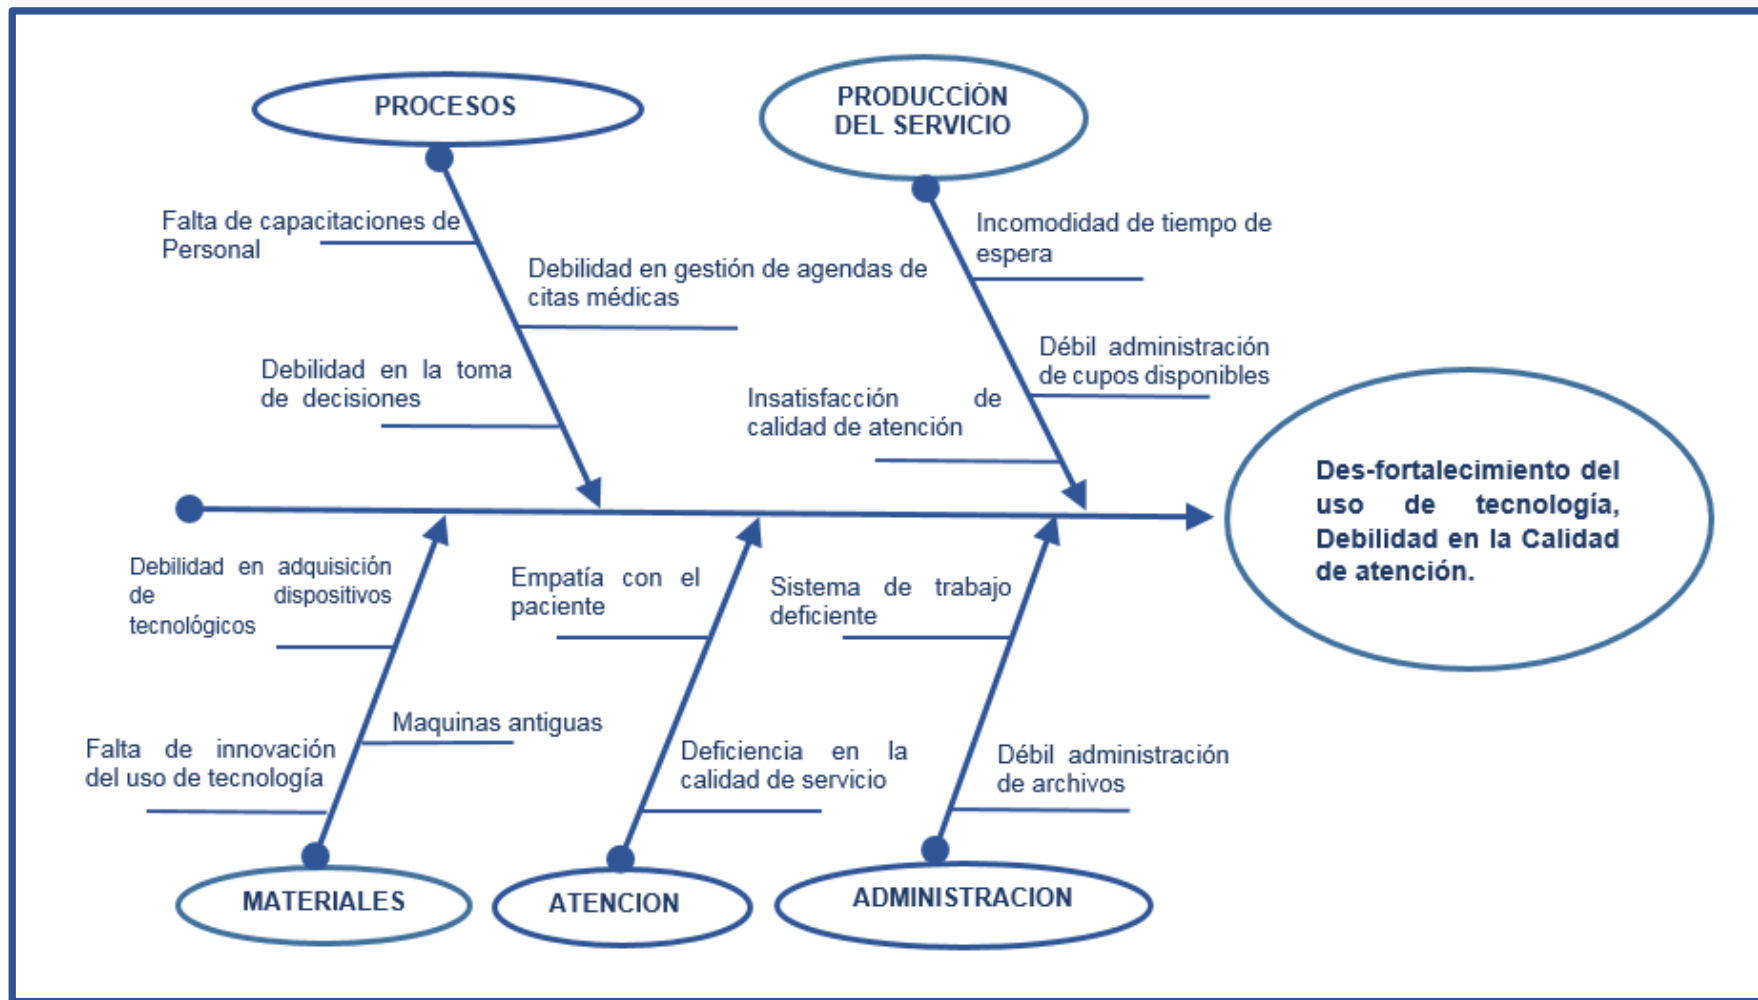 PROCESOS
PRODUCCIÓN
DEL SERVICIO
Falta de capacitaciones de
Personal
Debilidad en gestión de agendas de
citas médicas
Debilidad en la toma
de decisiones
Incomodidad de tiempo de
espera
Débil administración
de cupos disponibles
Insatisfacción de
calidad de atención
Des-fortalecimiento del
uso de tecnología,
Debilidad en la Calidad
de atención.
Debilidad en adquisición
de dispositivos
tecnológicos
Empatía con el
paciente
Sistema de trabajo
deficiente
Maquinas antiguas
Falta de innovación
del uso de tecnología
Deficiencia en la
calidad de servicio
Débil administración
de archivos
MATERIALES
ATENCION
ADMINISTRACION